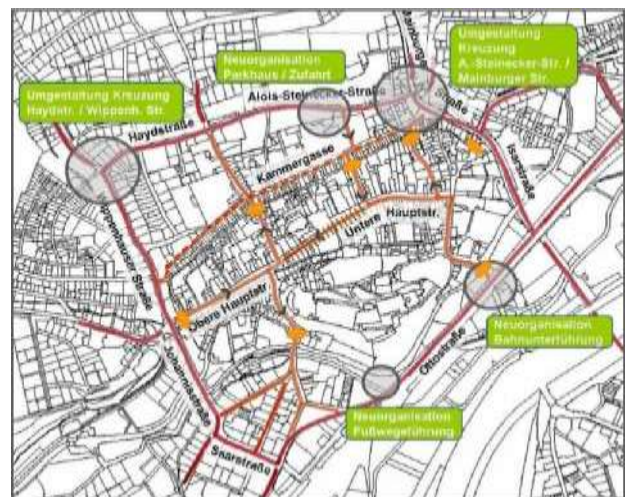 Umgestaltung
Kreuzung
A.-Steinecker-Str. /
Mainburger Str.
Neuorganisation
Parkhaus / Zufahrt
Umgestaltung Kreuzung
Haydstr. / Wippenh. Str.
Alois-Steinecker-Straße
Haydstraße
Kammergasse
Isarstraße
Untere Hauptstr.
Obere Hauptstr.
Johannisstraße
Ottostraße
Saarstraße
Neuorganisation
Bahnunterführung
Neuorganisation
Fußwegeführung